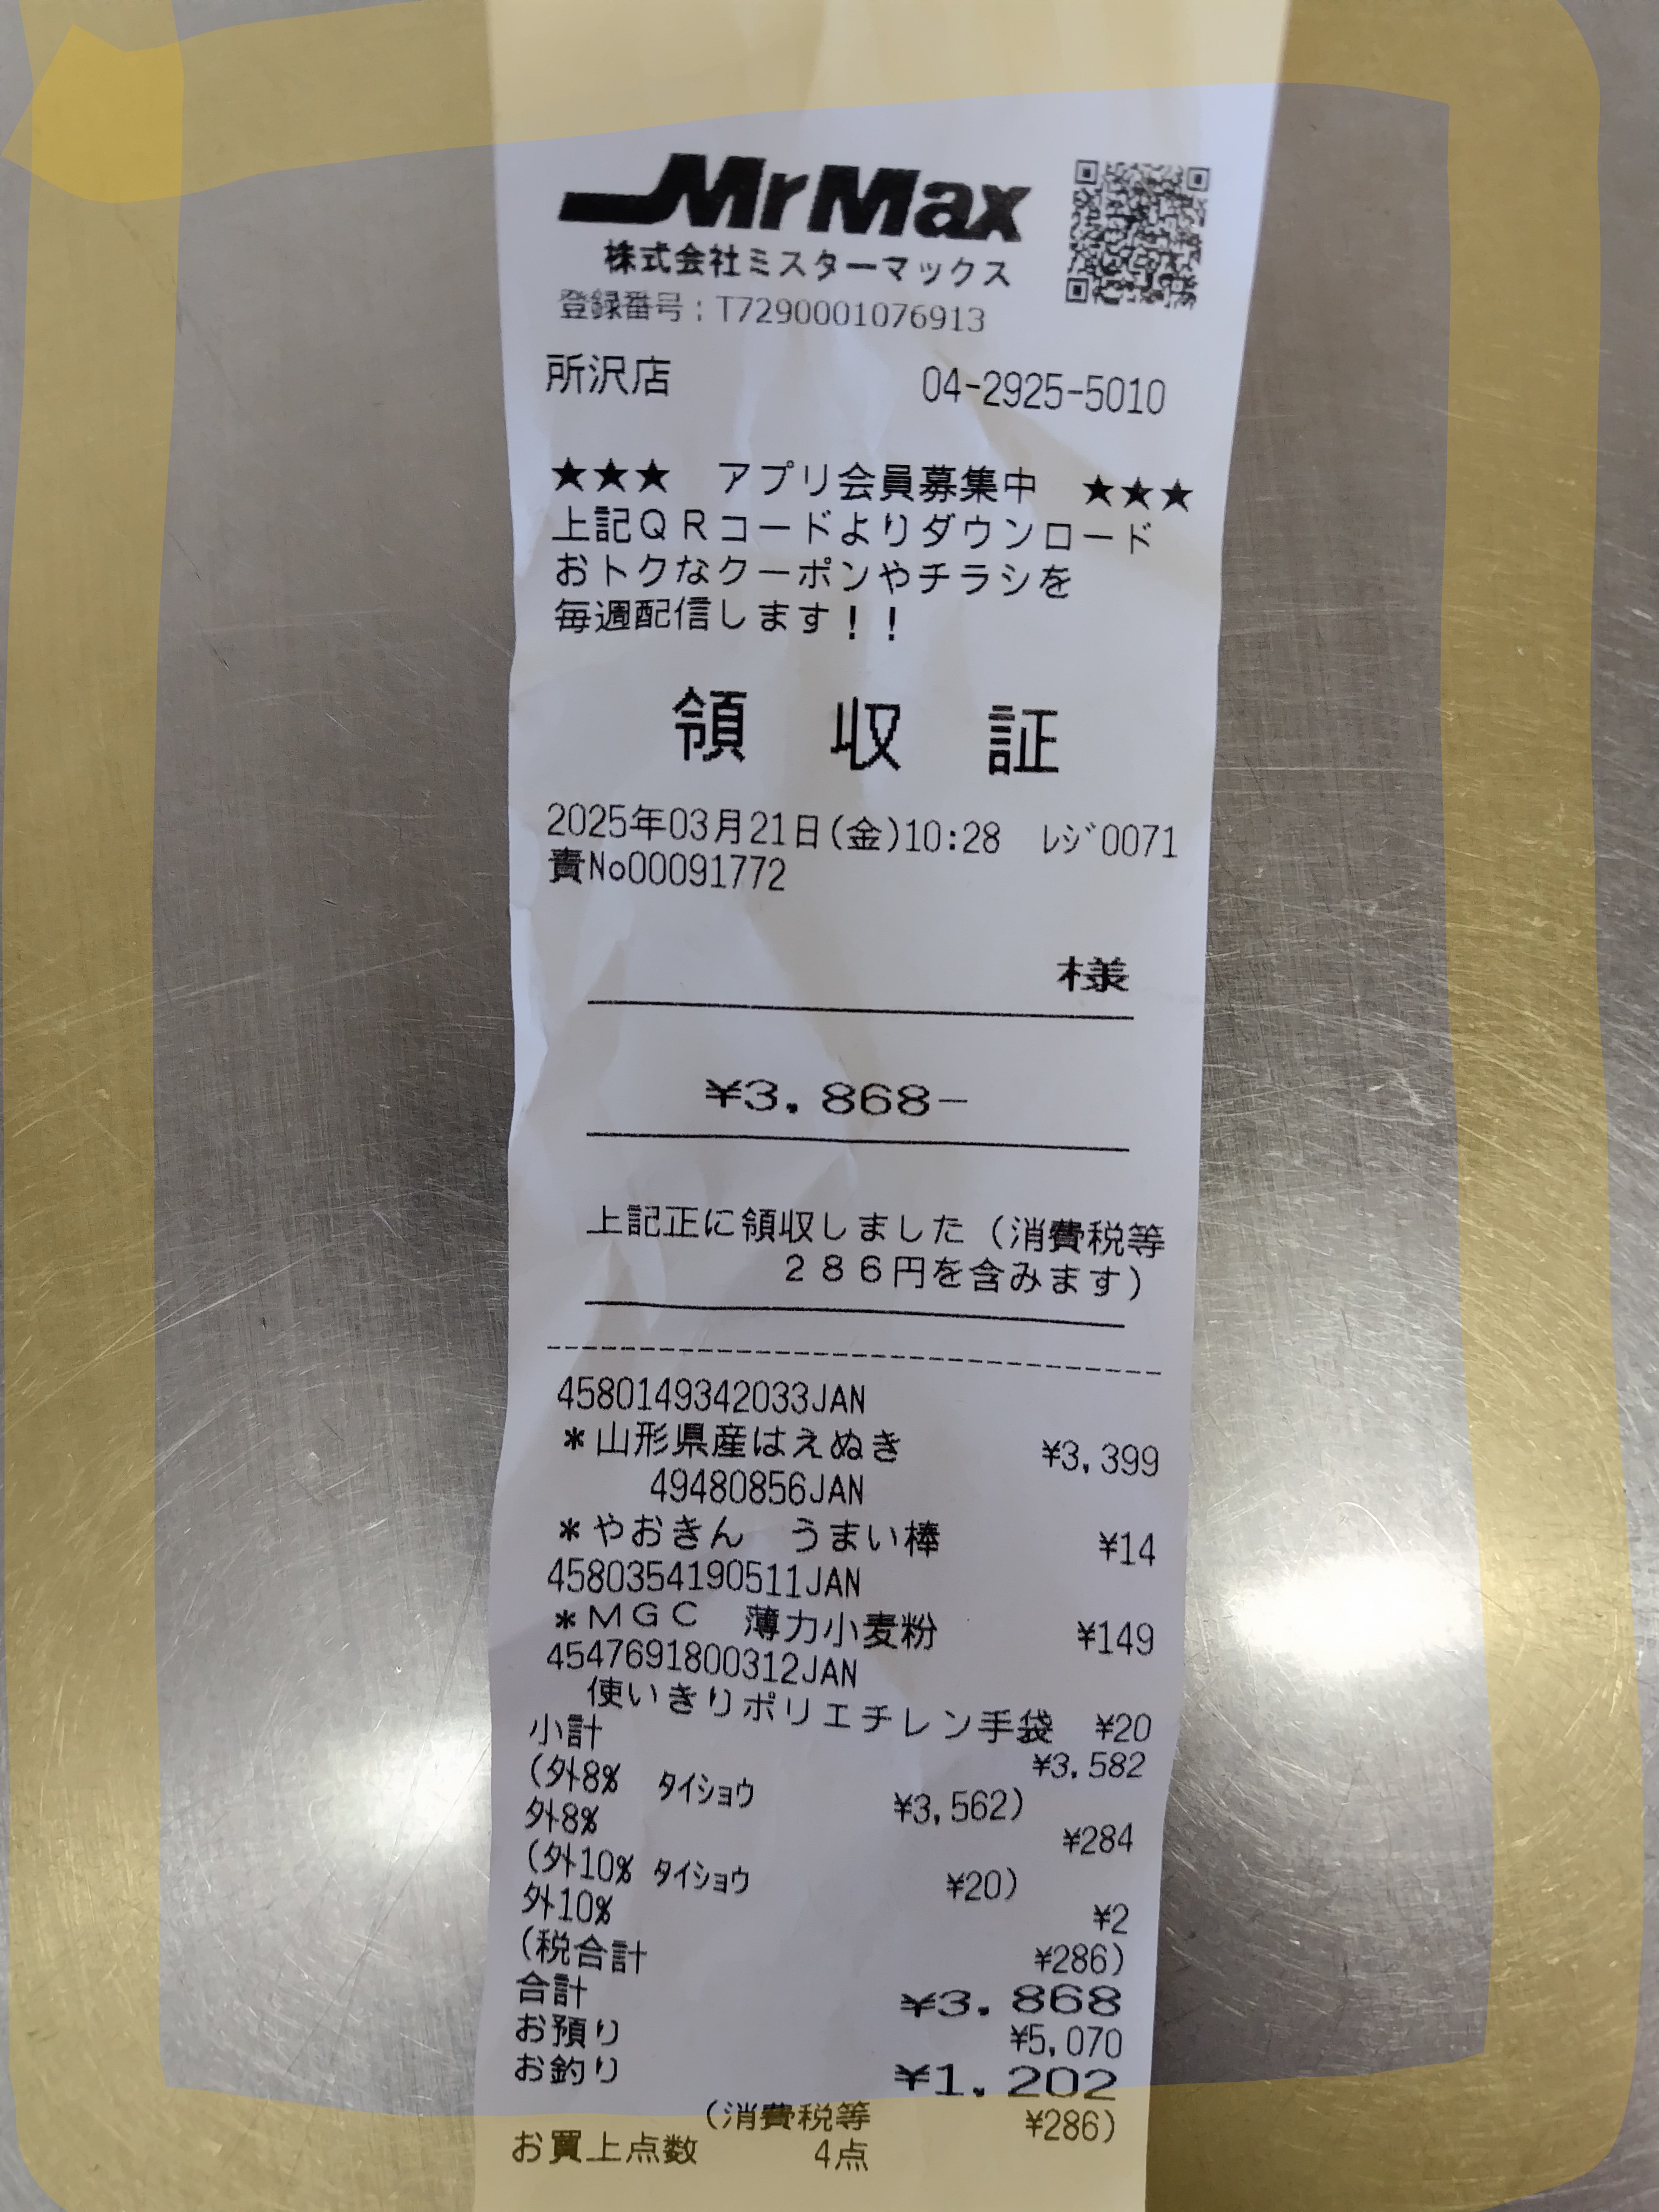 MrMax
株式会社ミスターマックス
登録番号：T7290001076913
所沢店 04-2925-5010
★★★ アプリ会員募集中 ★★★
上記QRコードよりダウンロード
おトクなクーポンやチラシを
毎週配信します！！
領収証
2025年03月21日(金)10:28 ﾚｼﾞ0071
責No00091772
様
¥3,868-
上記正に領収しました（消費税等
286円を含みます）
4580149342033JAN
*山形県産はえぬき ¥3,399
49480856JAN
*やおきん うまい棒 ¥14
4580354190511JAN
*MGC 薄力小麦粉 ¥149
4547691800312JAN
使いきりポリエチレン手袋 ¥20
小計 ¥3,582
(外8% ﾀｲｼｮｳ ¥3,562)
外8% ¥284
(外10% ﾀｲｼｮｳ ¥20)
外10% ¥2
(税合計 ¥286)
合計 ¥3,868
お預り ¥5,070
お釣り ¥1,202
(消費税等 ¥286)
お買上点数 4点